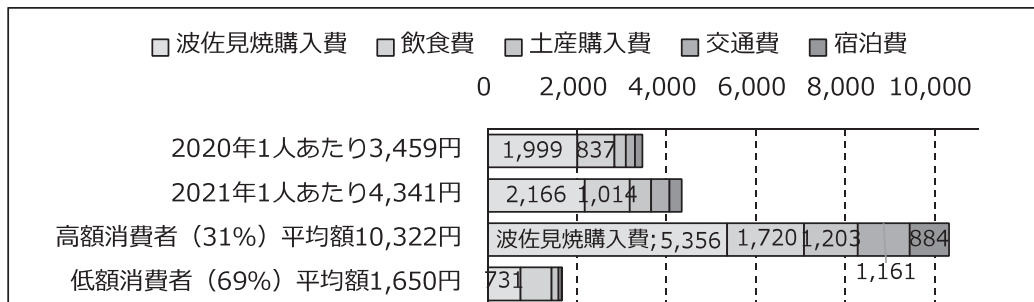 波佐見焼購入費 飲食費 土産購入費 交通費 宿泊費
0 2,000 4,000 6,000 8,000 10,000
2020年1人あたり3,459円 1,999 837
2021年1人あたり4,341円 2,166 1,014
高額消費者（31%）平均額10,322円 波佐見焼購入費;5,356 1,720 1,203 884
1,161
低額消費者（69%）平均額1,650円 731